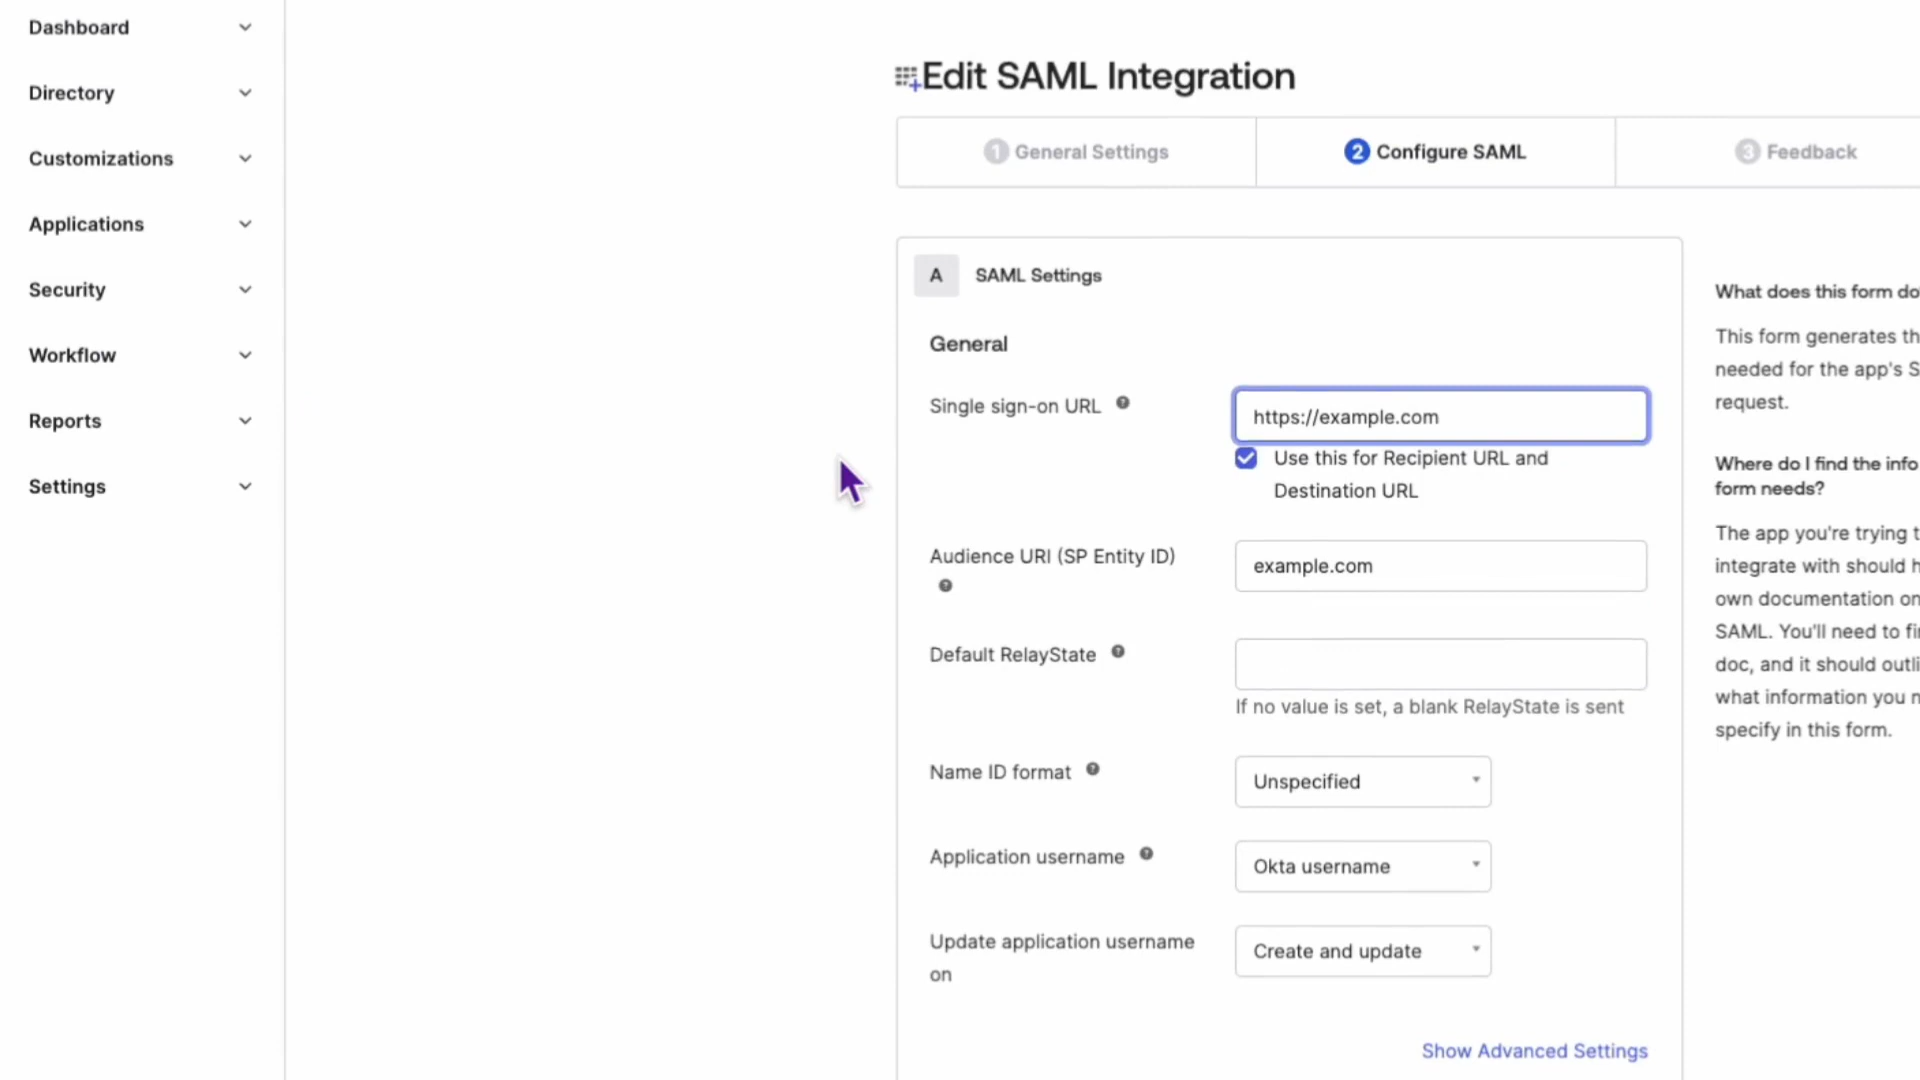 Dashboard
Directory
Customizations
Applications
Security
Workflow
Reports
Settings
Edit SAML Integration
1 General Settings
2 Configure SAML
3 Feedback
A SAML Settings
General
Single sign-on URL
https://example.com
Use this for Recipient URL and
Destination URL
Audience URI (SP Entity ID)
example.com
Default RelayState
If no value is set, a blank RelayState is sent
Name ID format
Unspecified
Application username
Okta username
Update application username
on
Create and update
Show Advanced Settings
What does this form do
This form generates th
needed for the app's S
request.
Where do I find the info
form needs?
The app you're trying t
integrate with should h
own documentation on
SAML. You'll need to fi
doc, and it should outli
what information you n
specify in this form.